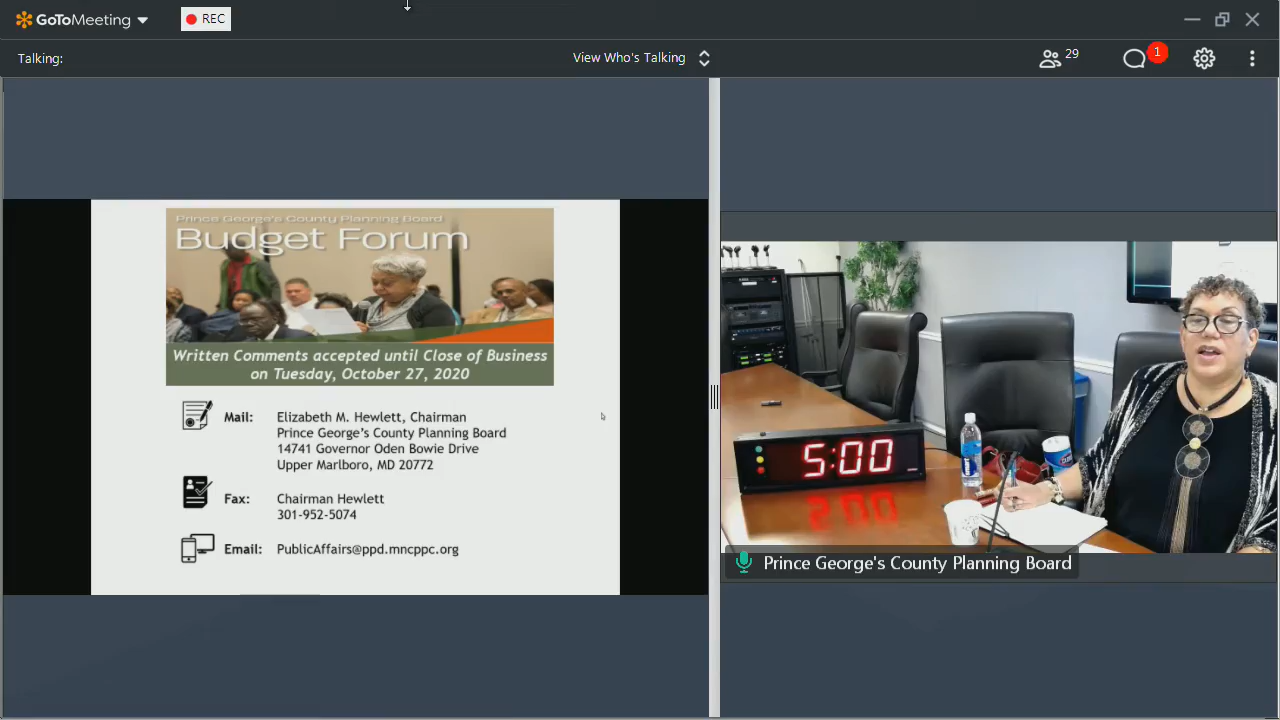 GoToMeeting
REC
Talking:
View Who's Talking
29
1
Prince George's County Planning Board
Budget Forum
Written Comments accepted until Close of Business
on Tuesday, October 27, 2020
Mail:
Elizabeth M. Hewlett, Chairman
Prince George's County Planning Board
14741 Governor Oden Bowie Drive
Upper Marlboro, MD 20772
Fax:
Chairman Hewlett
301-952-5074
Email:
PublicAffairs@ppd.mncppc.org
5:00
Prince George's County Planning Board